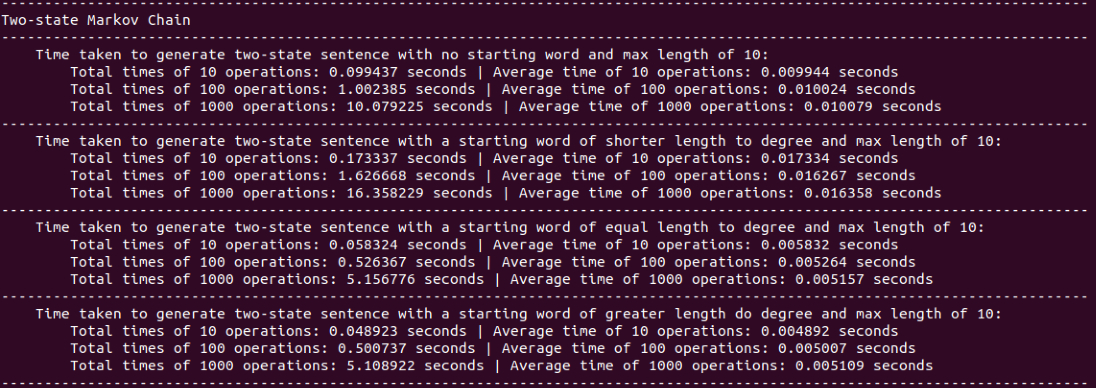 Two-state Markov Chain
Time taken to generate two-state sentence with no starting word and max length of 10:
Total times of 10 operations: 0.099437 seconds | Average time of 10 operations: 0.009944 seconds
Total times of 100 operations: 1.002385 seconds | Average time of 100 operations: 0.010024 seconds
Total times of 1000 operations: 10.079225 seconds | Average time of 1000 operations: 0.010079 seconds
Time taken to generate two-state sentence with a starting word of shorter length to degree and max length of 10:
Total times of 10 operations: 0.173337 seconds | Average time of 10 operations: 0.017334 seconds
Total times of 100 operations: 1.626668 seconds | Average time of 100 operations: 0.016267 seconds
Total times of 1000 operations: 16.358229 seconds | Average time of 1000 operations: 0.016358 seconds
Time taken to generate two-state sentence with a starting word of equal length to degree and max length of 10:
Total times of 10 operations: 0.058324 seconds | Average time of 10 operations: 0.005832 seconds
Total times of 100 operations: 0.526367 seconds | Average time of 100 operations: 0.005264 seconds
Total times of 1000 operations: 5.156776 seconds | Average time of 1000 operations: 0.005157 seconds
Time taken to generate two-state sentence with a starting word of greater length do degree and max length of 10:
Total times of 10 operations: 0.048923 seconds | Average time of 10 operations: 0.004892 seconds
Total times of 100 operations: 0.500737 seconds | Average time of 100 operations: 0.005007 seconds
Total times of 1000 operations: 5.108922 seconds | Average time of 1000 operations: 0.005109 seconds